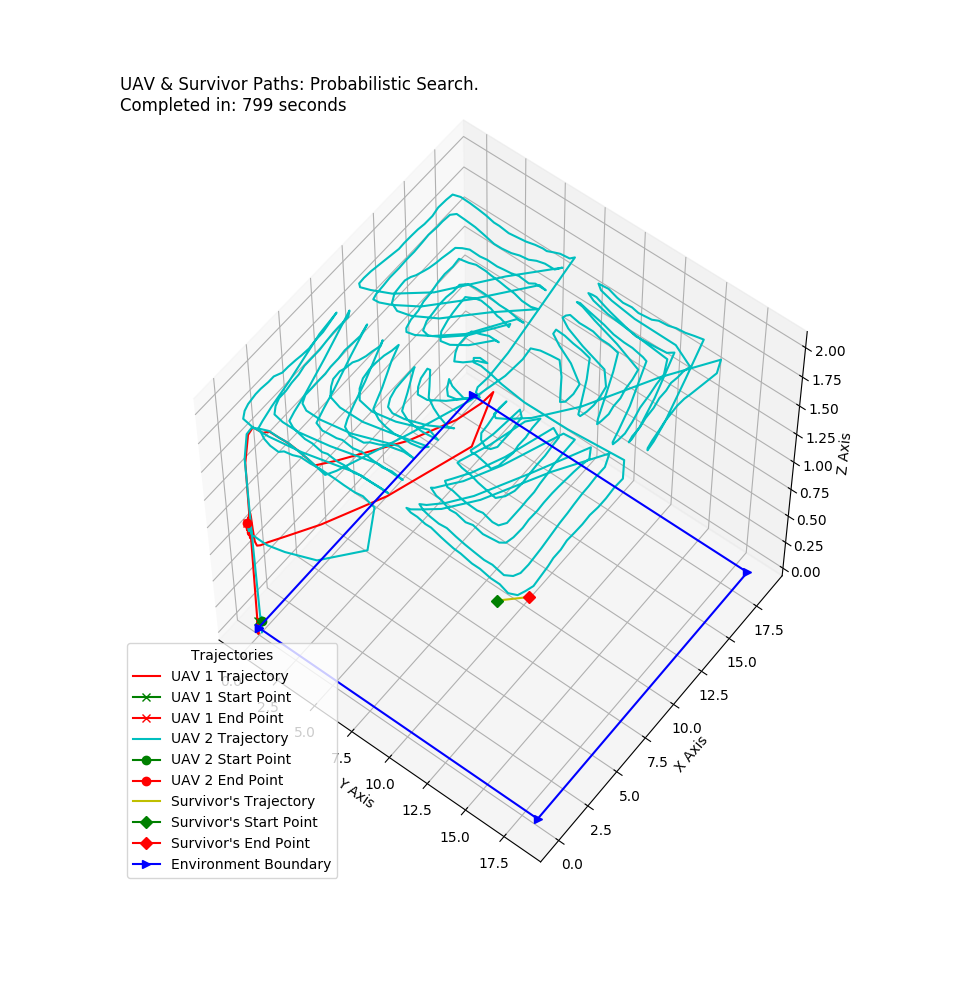 UAV & Survivor Paths: Probabilistic Search.
Completed in: 799 seconds
2.00
1.75
1.50
1.25
1.00
0.75
0.50
0.25
0.00
Z Axis
17.5
15.0
12.5
10.0
7.5
5.0
2.5
0.0
X Axis
0.0
2.5
5.0
7.5
10.0
12.5
15.0
17.5
Y Axis
Trajectories
UAV 1 Trajectory
UAV 1 Start Point
UAV 1 End Point
UAV 2 Trajectory
UAV 2 Start Point
UAV 2 End Point
Survivor's Trajectory
Survivor's Start Point
Survivor's End Point
Environment Boundary